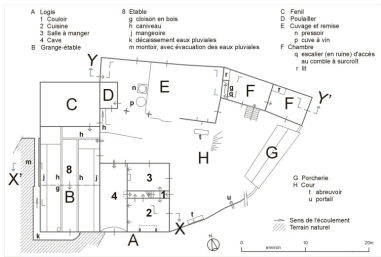 A Logis
1 Couloir
2 Cuisine
3 Salle à manger
4 Cave
B Grange-étable
8 Etable
g cloison en bois
h caniveau
j mangeoire
k décaissement eaux pluviales
m montoir, avec évacuation des eaux pluviales
C Fenil
D Poulailler
E Cuvage et remise
n pressoir
p cuve à vin
F Chambre
q escalier (en ruine) d'accès
au comble à surcroît
r lit
Y
C
D
n
p
E
r
q
g
F
r
F
Y'
h
t
H
G
m
X'
j
h
8
h
g
B
j
k
4
3
1
2
A
X
t
u
G Porcherie
H Cour
t abreuvoir
u portail
Sens de l'écoulement
Terrain naturel
N
0
environ
10 m